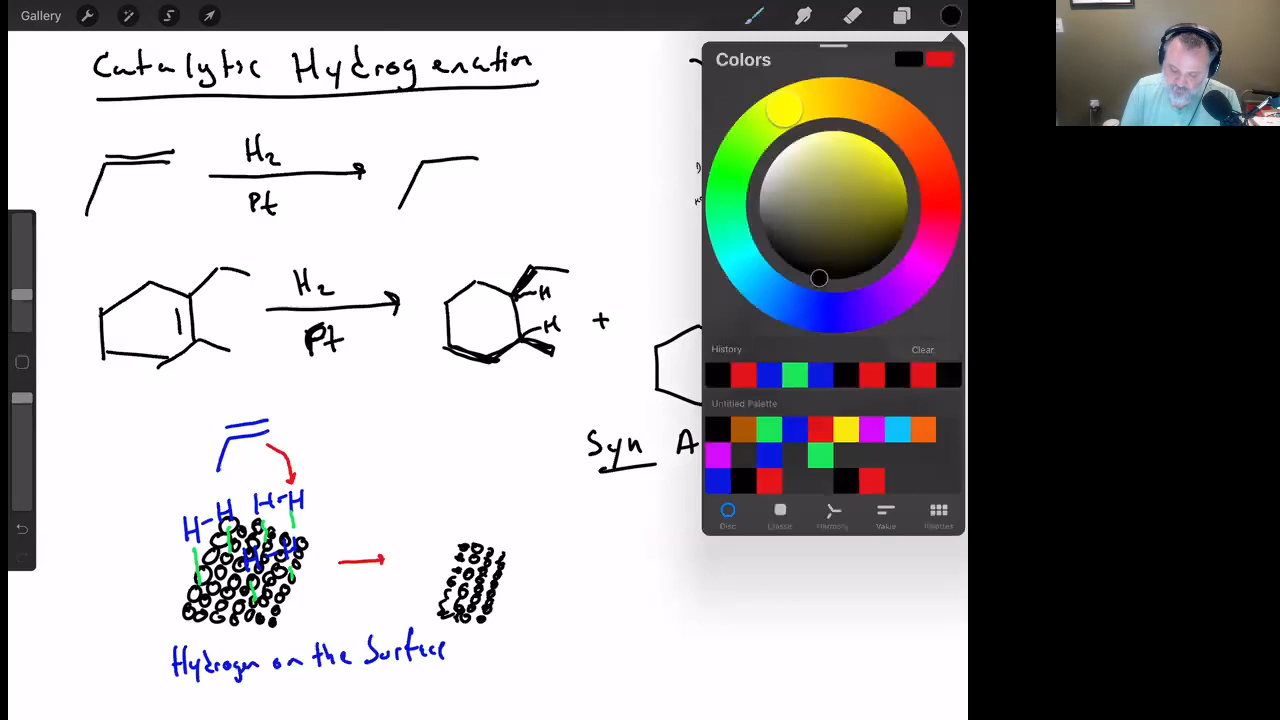 Gallery
Catalytic Hydrogenation
H2
Pt
H2
Pt
H
H
+
Syn A
H-H H-H
H-H
Hydrogen on the Surface
Colors
History Clear
Untitled Palette
Disc Classic Harmony Value Palettes